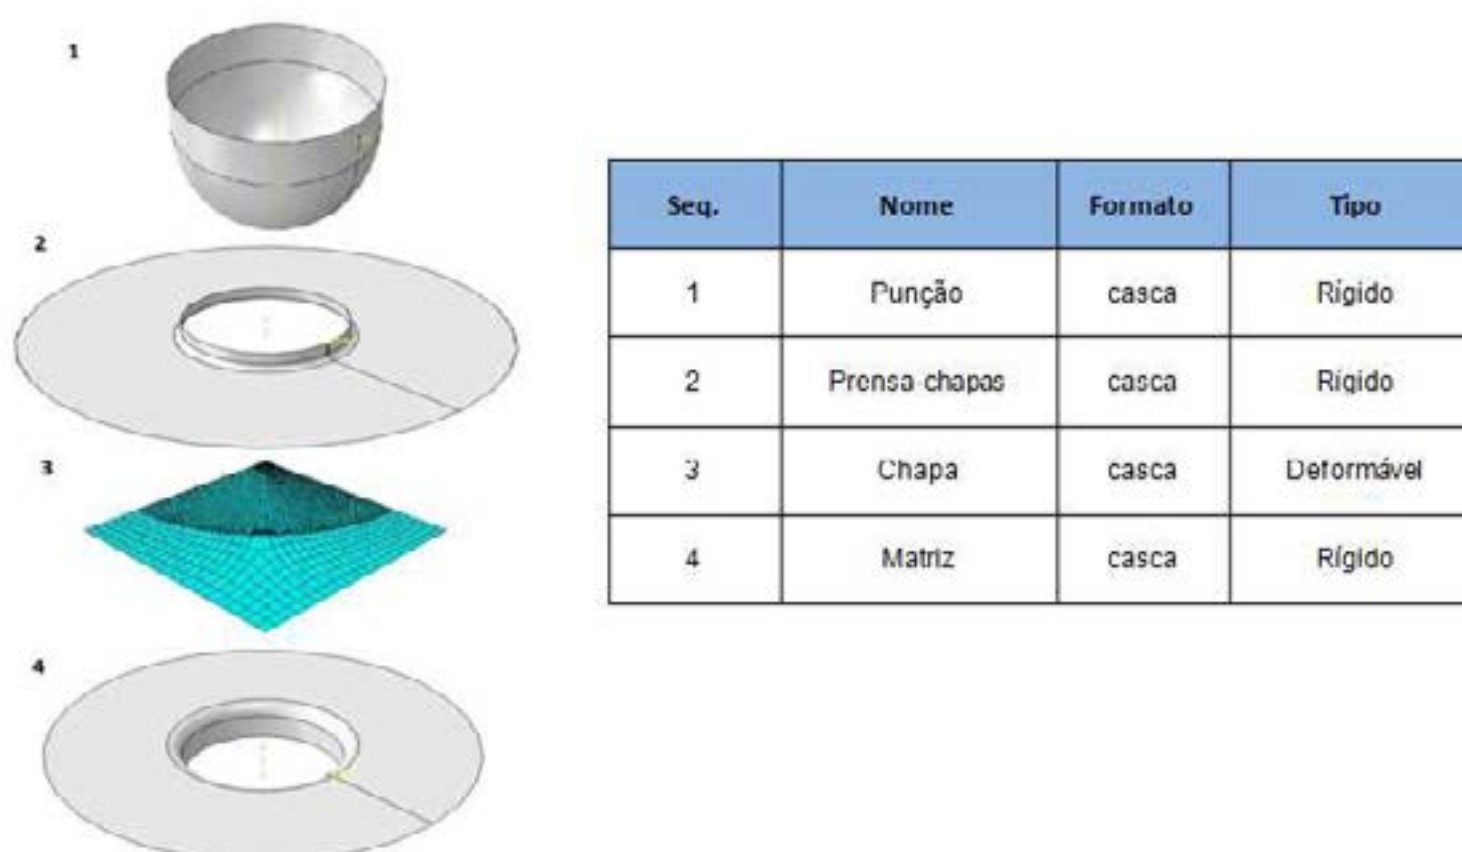 1
2
3
4
Seq. Nome Formato Tipo
1 Punção casca Rígido
2 Prensa-chapas casca Rígido
3 Chapa casca Deformável
4 Matriz casca Rígido